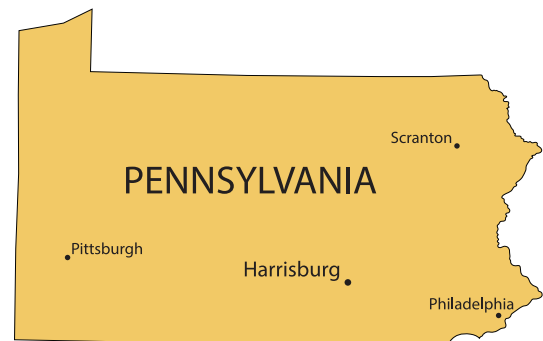 Scranton
PENNSYLVANIA
Pittsburgh
Harrisburg
Philadelphia